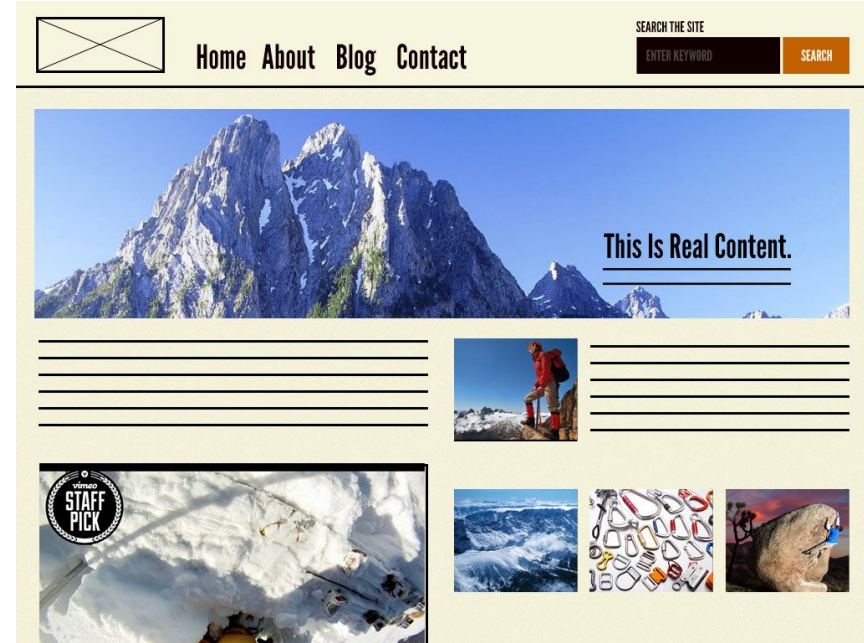 SEARCH THE SITE
Home About Blog Contact
ENTER KEYWORD SEARCH
This Is Real Content.
vimeo
STAFF
PICK